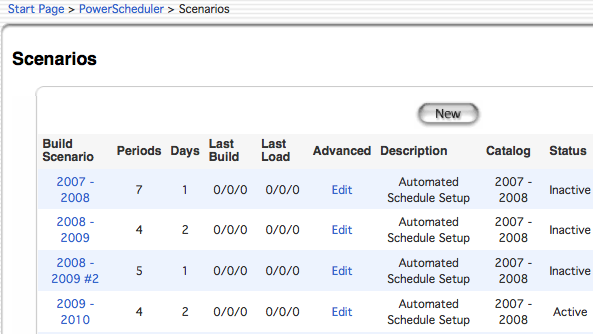 Start Page > PowerScheduler > Scenarios
Scenarios
New
Build Scenario Periods Days Last Build Last Load Advanced Description Catalog Status
2007 - 2008 7 1 0/0/0 0/0/0 Edit Automated Schedule Setup 2007 - 2008 Inactive
2008 - 2009 4 2 0/0/0 0/0/0 Edit Automated Schedule Setup 2007 - 2008 Inactive
2008 - 2009 #2 5 1 0/0/0 0/0/0 Edit Automated Schedule Setup 2007 - 2008 Inactive
2009 - 2010 4 2 0/0/0 0/0/0 Edit Automated Schedule Setup 2007 - 2008 Active